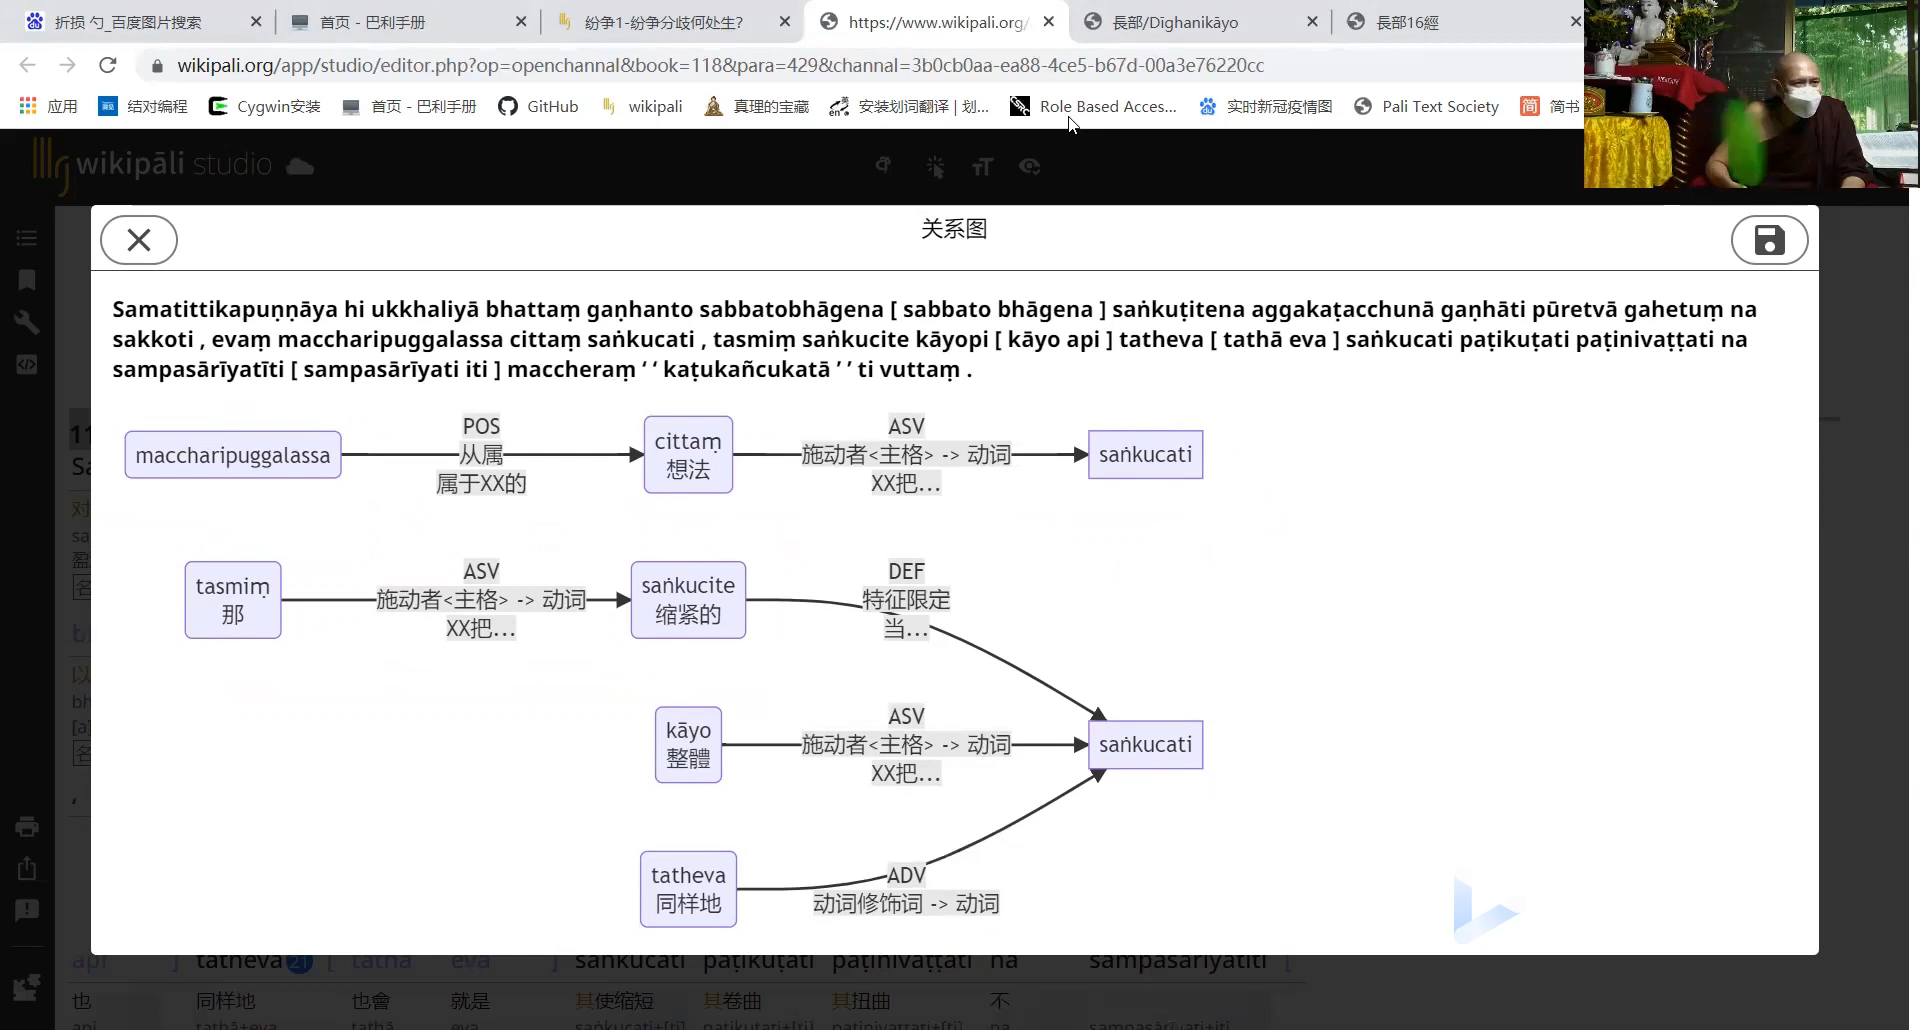 折损 勺_百度图片搜索
首页 - 巴利手册
纷争1-纷争分歧何处生?
https://www.wikipali.org/
長部/Dīghanikāyo
長部16經
wikipali.org/app/studio/editor.php?op=openchannal&book=118&para=429&channal=3b0cb0aa-ea88-4ce5-b67d-00a3e76220cc
应用
结对编程
Cygwin安装
首页 - 巴利手册
GitHub
wikipali
真理的宝藏
安装划词翻译 | 划...
Role Based Acces...
实时新冠疫情图
Pali Text Society
简书
wikipāli studio
关系图
Samatittikapuṇṇāya hi ukkhaliyā bhattaṃ gaṇhanto sabbatobhāgena [ sabbato bhāgena ] saṅkuṭitena aggakaṭacchunā gaṇhāti pūretvā gahetuṃ na
sakkoti , evaṃ maccharipuggalassa cittaṃ saṅkucati , tasmiṃ saṅkucite kāyopi [ kāyo api ] tatheva [ tathā eva ] saṅkucati paṭikuṭati paṭinivaṭṭati na
sampasārīyatīti [ sampasārīyati iti ] maccheraṃ ‘ ‘ kaṭukañcukatā ’ ’ ti vuttaṃ .
maccharipuggalassa
POS
从属
属于XX的
cittaṃ
想法
ASV
施动者<主格> -> 动词
XX把...
saṅkucati
tasmiṃ
那
ASV
施动者<主格> -> 动词
XX把...
saṅkucite
缩紧的
DEF
特征限定
当...
kāyo
整體
ASV
施动者<主格> -> 动词
XX把...
saṅkucati
tatheva
同样地
ADV
动词修饰词 -> 动词
api ] tatheva 21 [ tathā eva ] saṅkucati paṭikuṭati paṭinivaṭṭati na sampasārīyatīti [
也 同样地 也會 就是 其使缩短 其卷曲 其扭曲 不